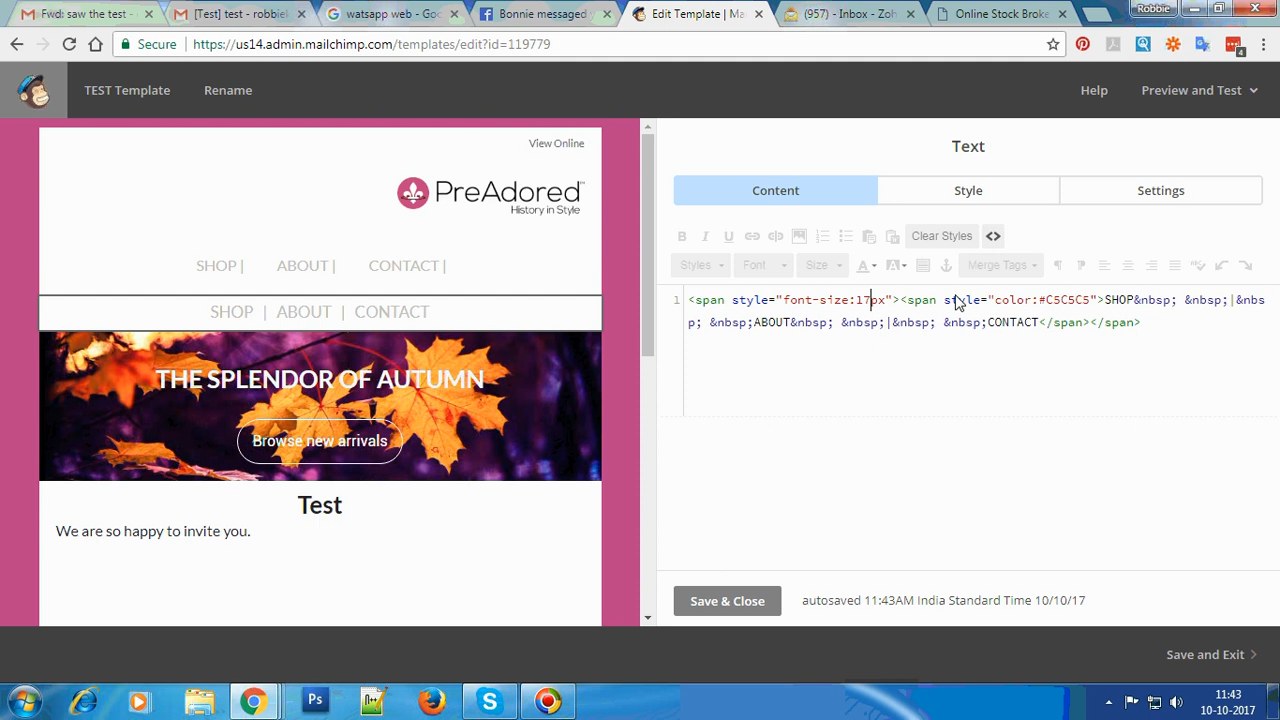 Fwd: saw the test -
[Test] test - robbiek
watsapp web - Goo
Bonnie messaged
Edit Template | Ma
(957) - Inbox - Zoh
Online Stock Broke
Robbie
Secure
https://us14.admin.mailchimp.com/templates/edit?id=119779
4
TEST Template
Rename
Help
Preview and Test
View Online
PreAdored™
History in Style
SHOP |
ABOUT |
CONTACT |
SHOP | ABOUT | CONTACT
THE SPLENDOR OF AUTUMN
Browse new arrivals
Test
We are so happy to invite you.
Text
Content
Style
Settings
B I U
Clear Styles
<>
Styles
Font
Size
A
A
Merge Tags
1 <span style="font-size:17px"><span style="color:#C5C5C5">SHOP&nbsp; &nbsp;|&nbs
p; &nbsp;ABOUT&nbsp; &nbsp;|&nbsp; &nbsp;CONTACT</span></span>
Save & Close
autosaved 11:43AM India Standard Time 10/10/17
Save and Exit
Ps
11:43
10-10-2017